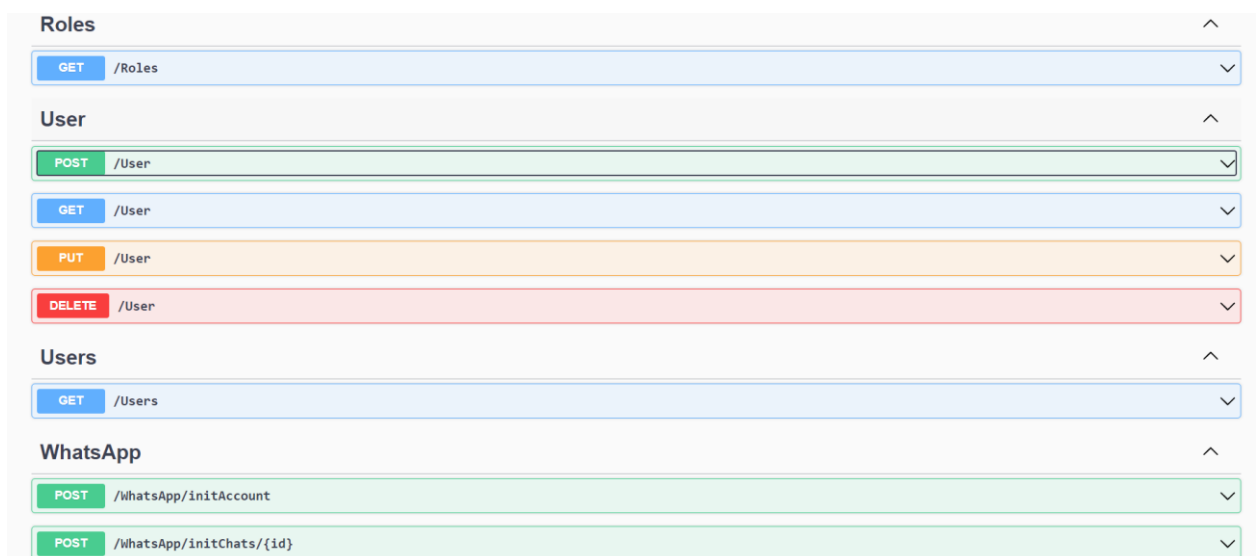 Roles
GET /Roles
User
POST /User
GET /User
PUT /User
DELETE /User
Users
GET /Users
WhatsApp
POST /WhatsApp/initAccount
POST /WhatsApp/initChats/{id}